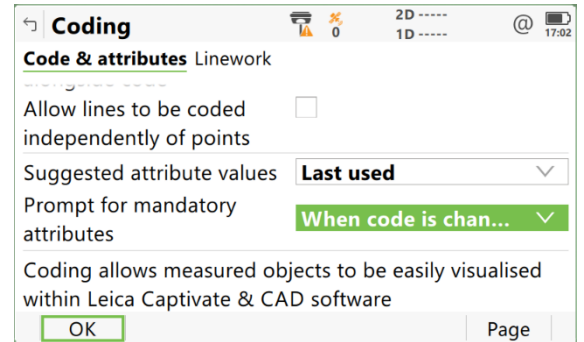 Coding
0
2D -----
1D -----
@
17:02
Code & attributes Linework
alongside code
Allow lines to be coded
independently of points
Suggested attribute values Last used
Prompt for mandatory
attributes
When code is chan...
Coding allows measured objects to be easily visualised
within Leica Captivate & CAD software
OK Page